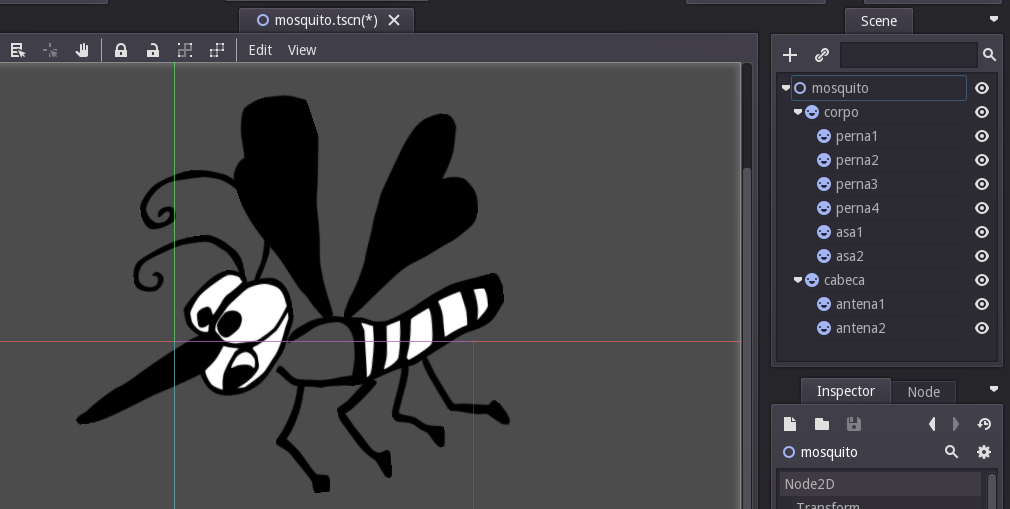 mosquito.tscn(*)
Edit View
Scene
mosquito
corpo
perna1
perna2
perna3
perna4
asa1
asa2
cabeca
antena1
antena2
Inspector Node
mosquito
Node2D
Transform